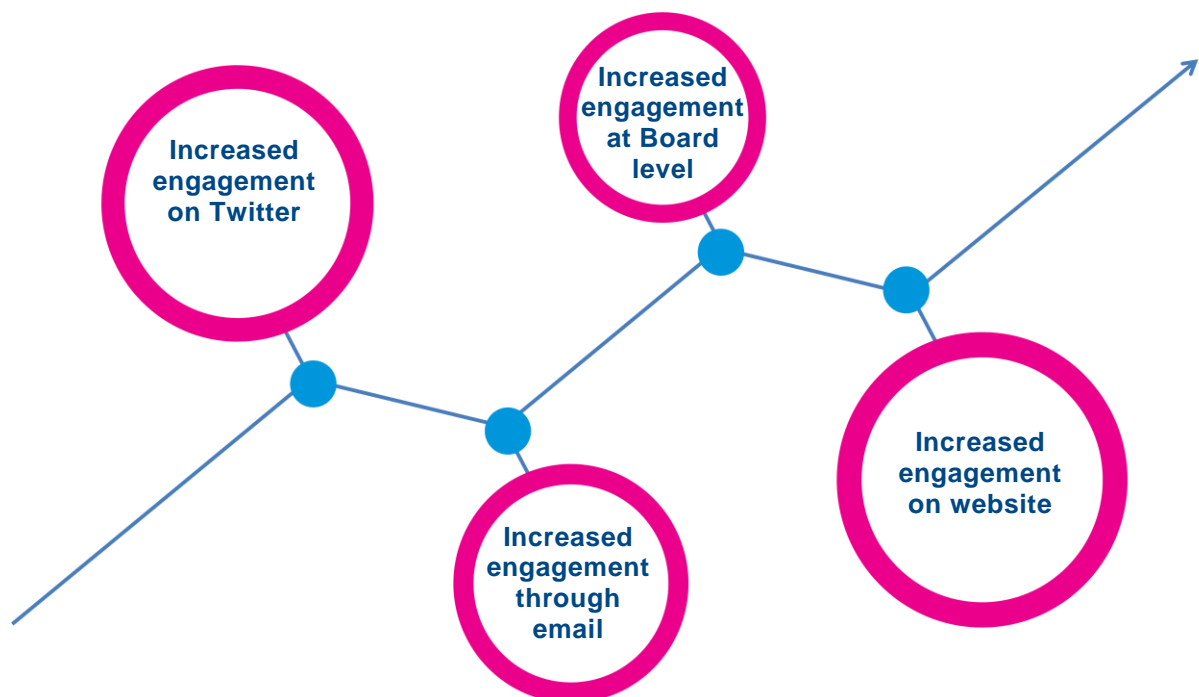 Increased
engagement
on Twitter
Increased
engagement
through
email
Increased
engagement
at Board
level
Increased
engagement
on website